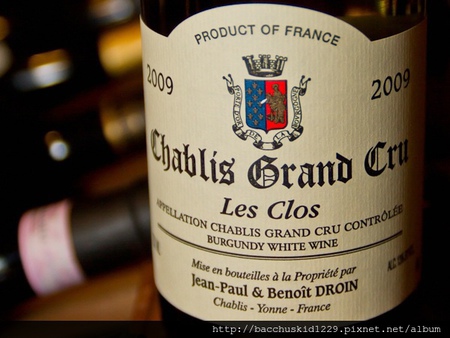 PRODUCT OF FRANCE
2009 2009
Chablis Grand Cru
Les Clos
APPELLATION CHABLIS GRAND CRU CONTRÔLÉE
BURGUNDY WHITE WINE
Mise en bouteilles à la Propriété par
Jean-Paul & Benoît DROIN
Chablis - Yonne - France
http://bacchuskid1229.pixnet.net/album